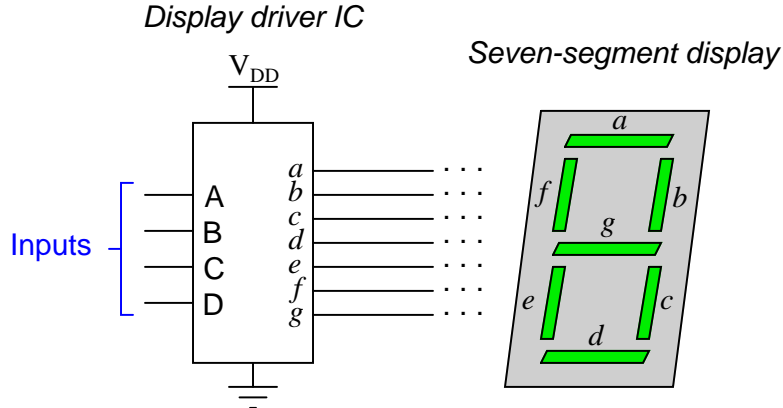 Display driver IC
Seven-segment display
VDD
Inputs
A
B
C
D
a
b
c
d
e
f
g
. . .
. . .
. . .
. . .
. . .
. . .
. . .
a
f
b
g
e
c
d